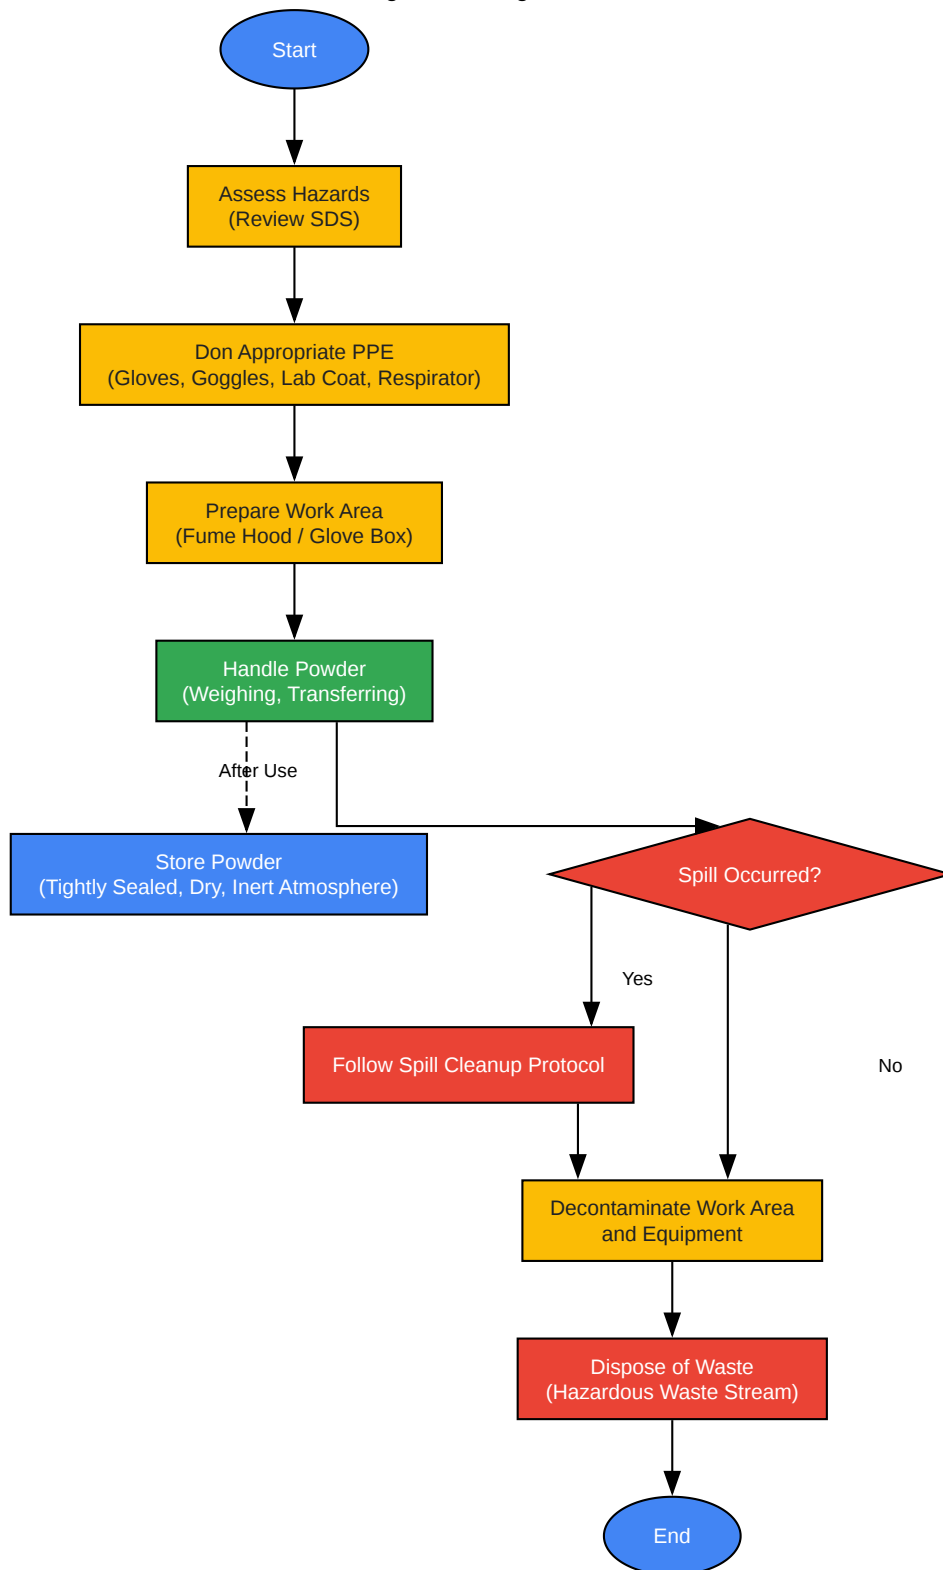 Start
Assess Hazards
(Review SDS)
Don Appropriate PPE
(Gloves, Goggles, Lab Coat, Respirator)
Prepare Work Area
(Fume Hood / Glove Box)
Handle Powder
(Weighing, Transferring)
After Use
Store Powder
(Tightly Sealed, Dry, Inert Atmosphere)
Spill Occurred?
Yes
Follow Spill Cleanup Protocol
No
Decontaminate Work Area
and Equipment
Dispose of Waste
(Hazardous Waste Stream)
End